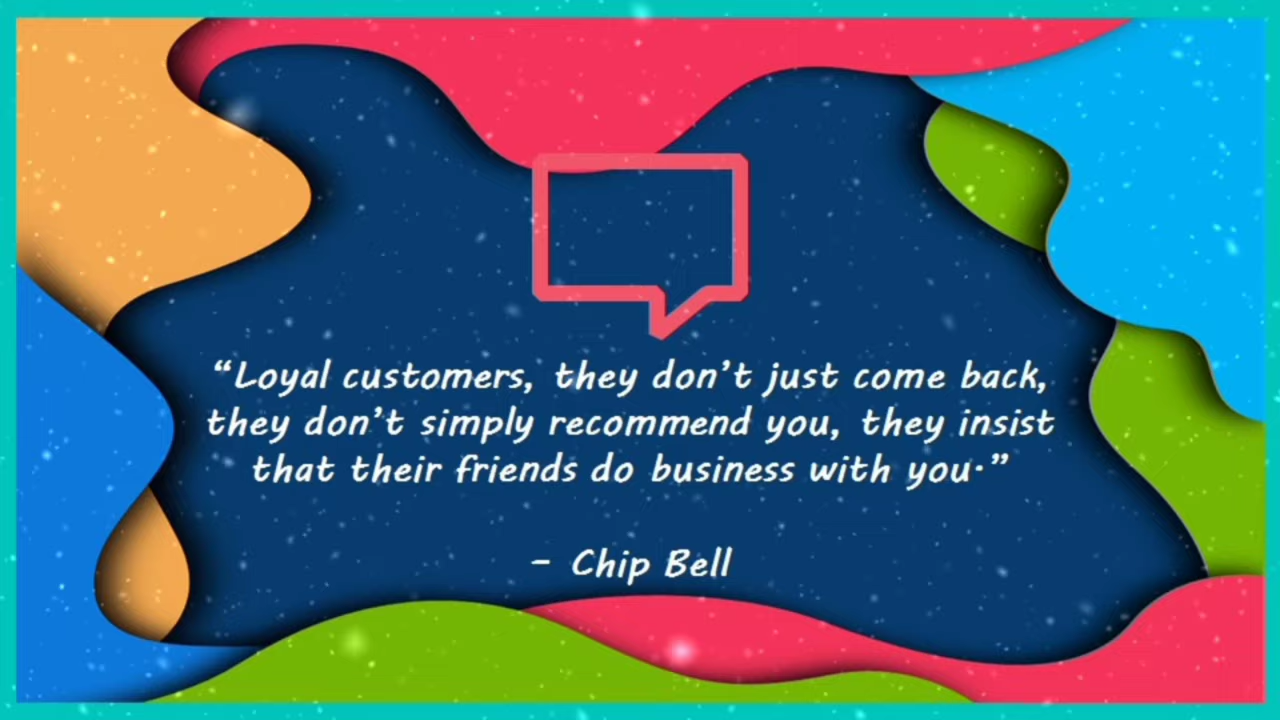 “Loyal customers, they don’t just come back,
they don’t simply recommend you, they insist
that their friends do business with you.”
- Chip Bell